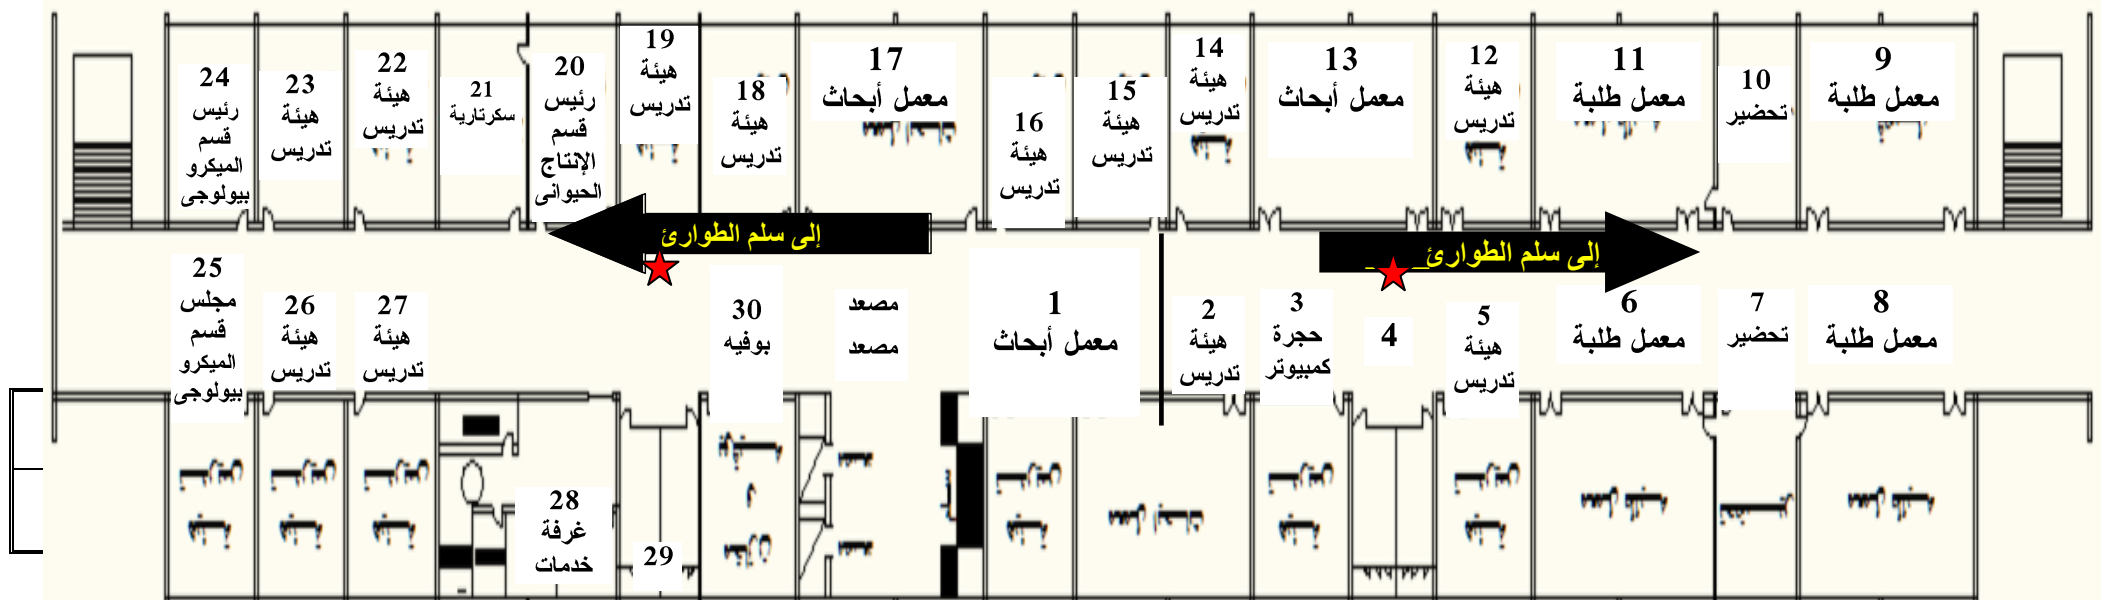 24
رئيس
قسم
الميكرو
بيولوجى
23
هيئة
تدريس
22
هيئة
تدريس
21
سكرتارية
20
رئيس
قسم
الإنتاج
الحيوانى
19
هيئة
تدريس
18
هيئة
تدريس
17
معمل أبحاث
16
هيئة
تدريس
15
هيئة
تدريس
14
هيئة
تدريس
13
معمل أبحاث
12
هيئة
تدريس
11
معمل طلبة
10
تحضير
9
معمل طلبة
إلى سلم الطوارئ
إلى سلم الطوارئ
25
مجلس
قسم
الميكرو
بيولوجى
26
هيئة
تدريس
27
هيئة
تدريس
28
غرفة
خدمات
29
30
بوفيه
مصعد
مصعد
1
معمل أبحاث
2
هيئة
تدريس
3
حجرة
كمبيوتر
4
5
هيئة
تدريس
6
معمل طلبة
7
تحضير
8
معمل طلبة